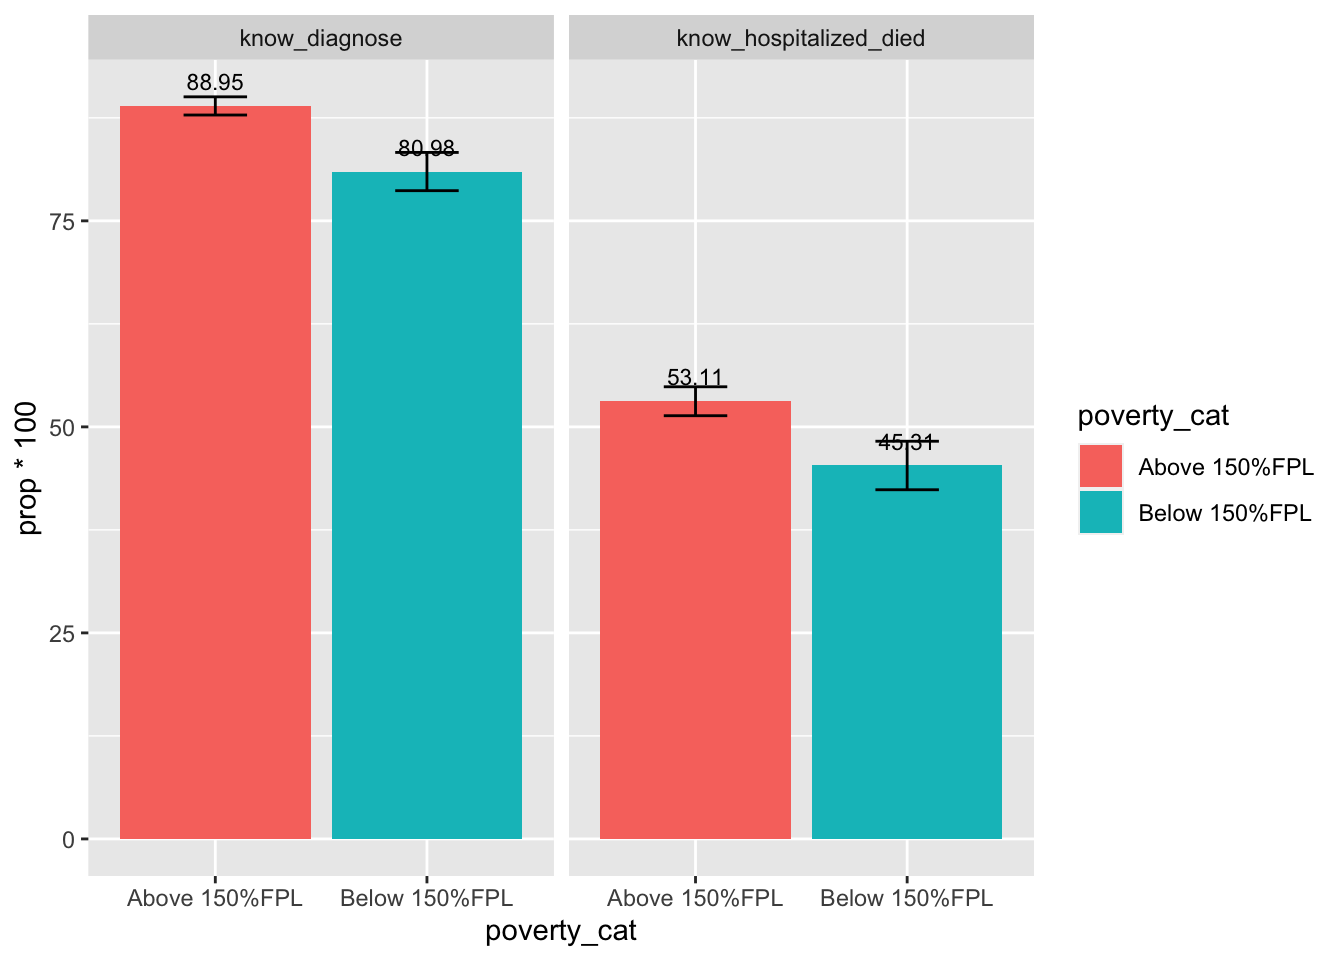 know_diagnose
know_hospitalized_died
88.95
80.98
53.11
45.31
75
50
25
0
prop * 100
Above 150%FPL
Below 150%FPL
Above 150%FPL
Below 150%FPL
poverty_cat
poverty_cat
Above 150%FPL
Below 150%FPL